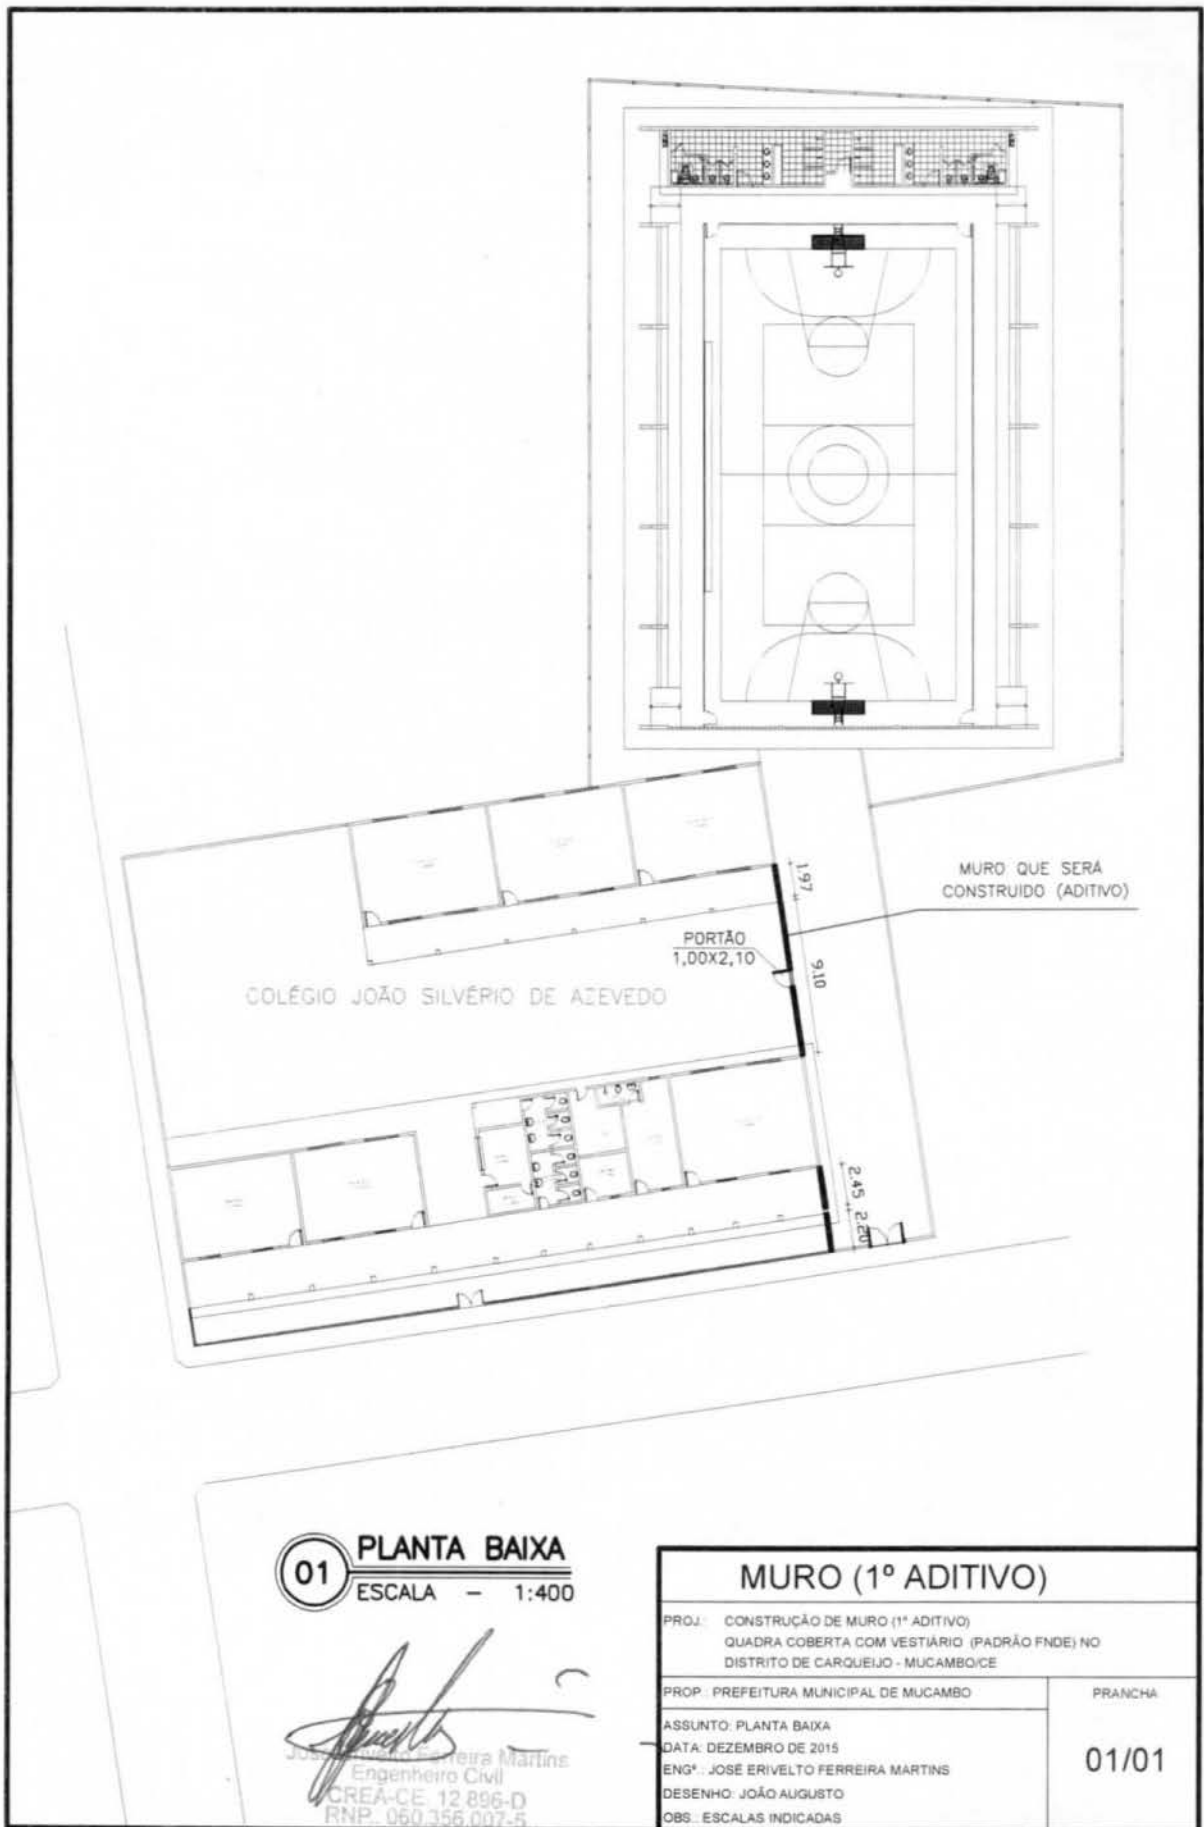 MURO QUE SERÁ
CONSTRUIDO (ADITIVO)
1.97
PORTÃO
1,00X2,10
9.10
COLÉGIO JOÃO SILVÉRIO DE AZEVEDO
2.45
2.20
01
PLANTA BAIXA
ESCALA - 1:400
José Erivelto Ferreira Martins
Engenheiro Civil
CREA-CE. 12.896-D
RNP. 060.356.007-5
MURO (1º ADITIVO)
PROJ.: CONSTRUÇÃO DE MURO (1º ADITIVO)
QUADRA COBERTA COM VESTIÁRIO (PADRÃO FNDE) NO
DISTRITO DE CARQUEIJO - MUCAMBO/CE
PROP.: PREFEITURA MUNICIPAL DE MUCAMBO
PRANCHA
ASSUNTO: PLANTA BAIXA
DATA: DEZEMBRO DE 2015
ENGº.: JOSÉ ERIVELTO FERREIRA MARTINS
DESENHO: JOÃO AUGUSTO
OBS.: ESCALAS INDICADAS
01/01